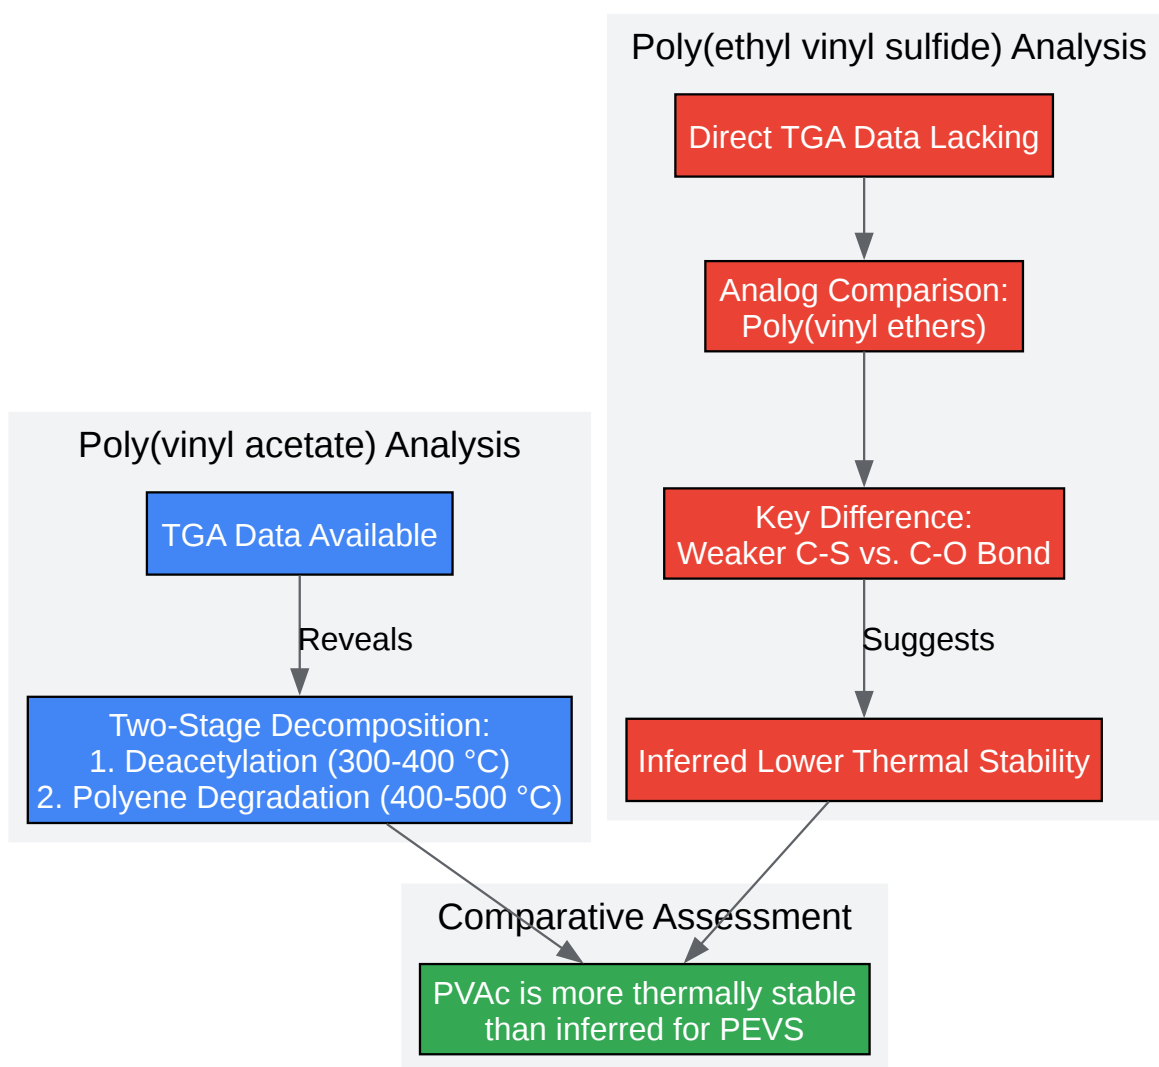 Poly(ethyl vinyl sulfide) Analysis
Direct TGA Data Lacking
Analog Comparison:
Poly(vinyl ethers)
Key Difference:
Weaker C-S vs. C-O Bond
Suggests
Inferred Lower Thermal Stability
Poly(vinyl acetate) Analysis
TGA Data Available
Reveals
Two-Stage Decomposition:
1. Deacetylation (300-400 °C)
2. Polyene Degradation (400-500 °C)
Comparative Assessment
PVAc is more thermally stable
than inferred for PEVS